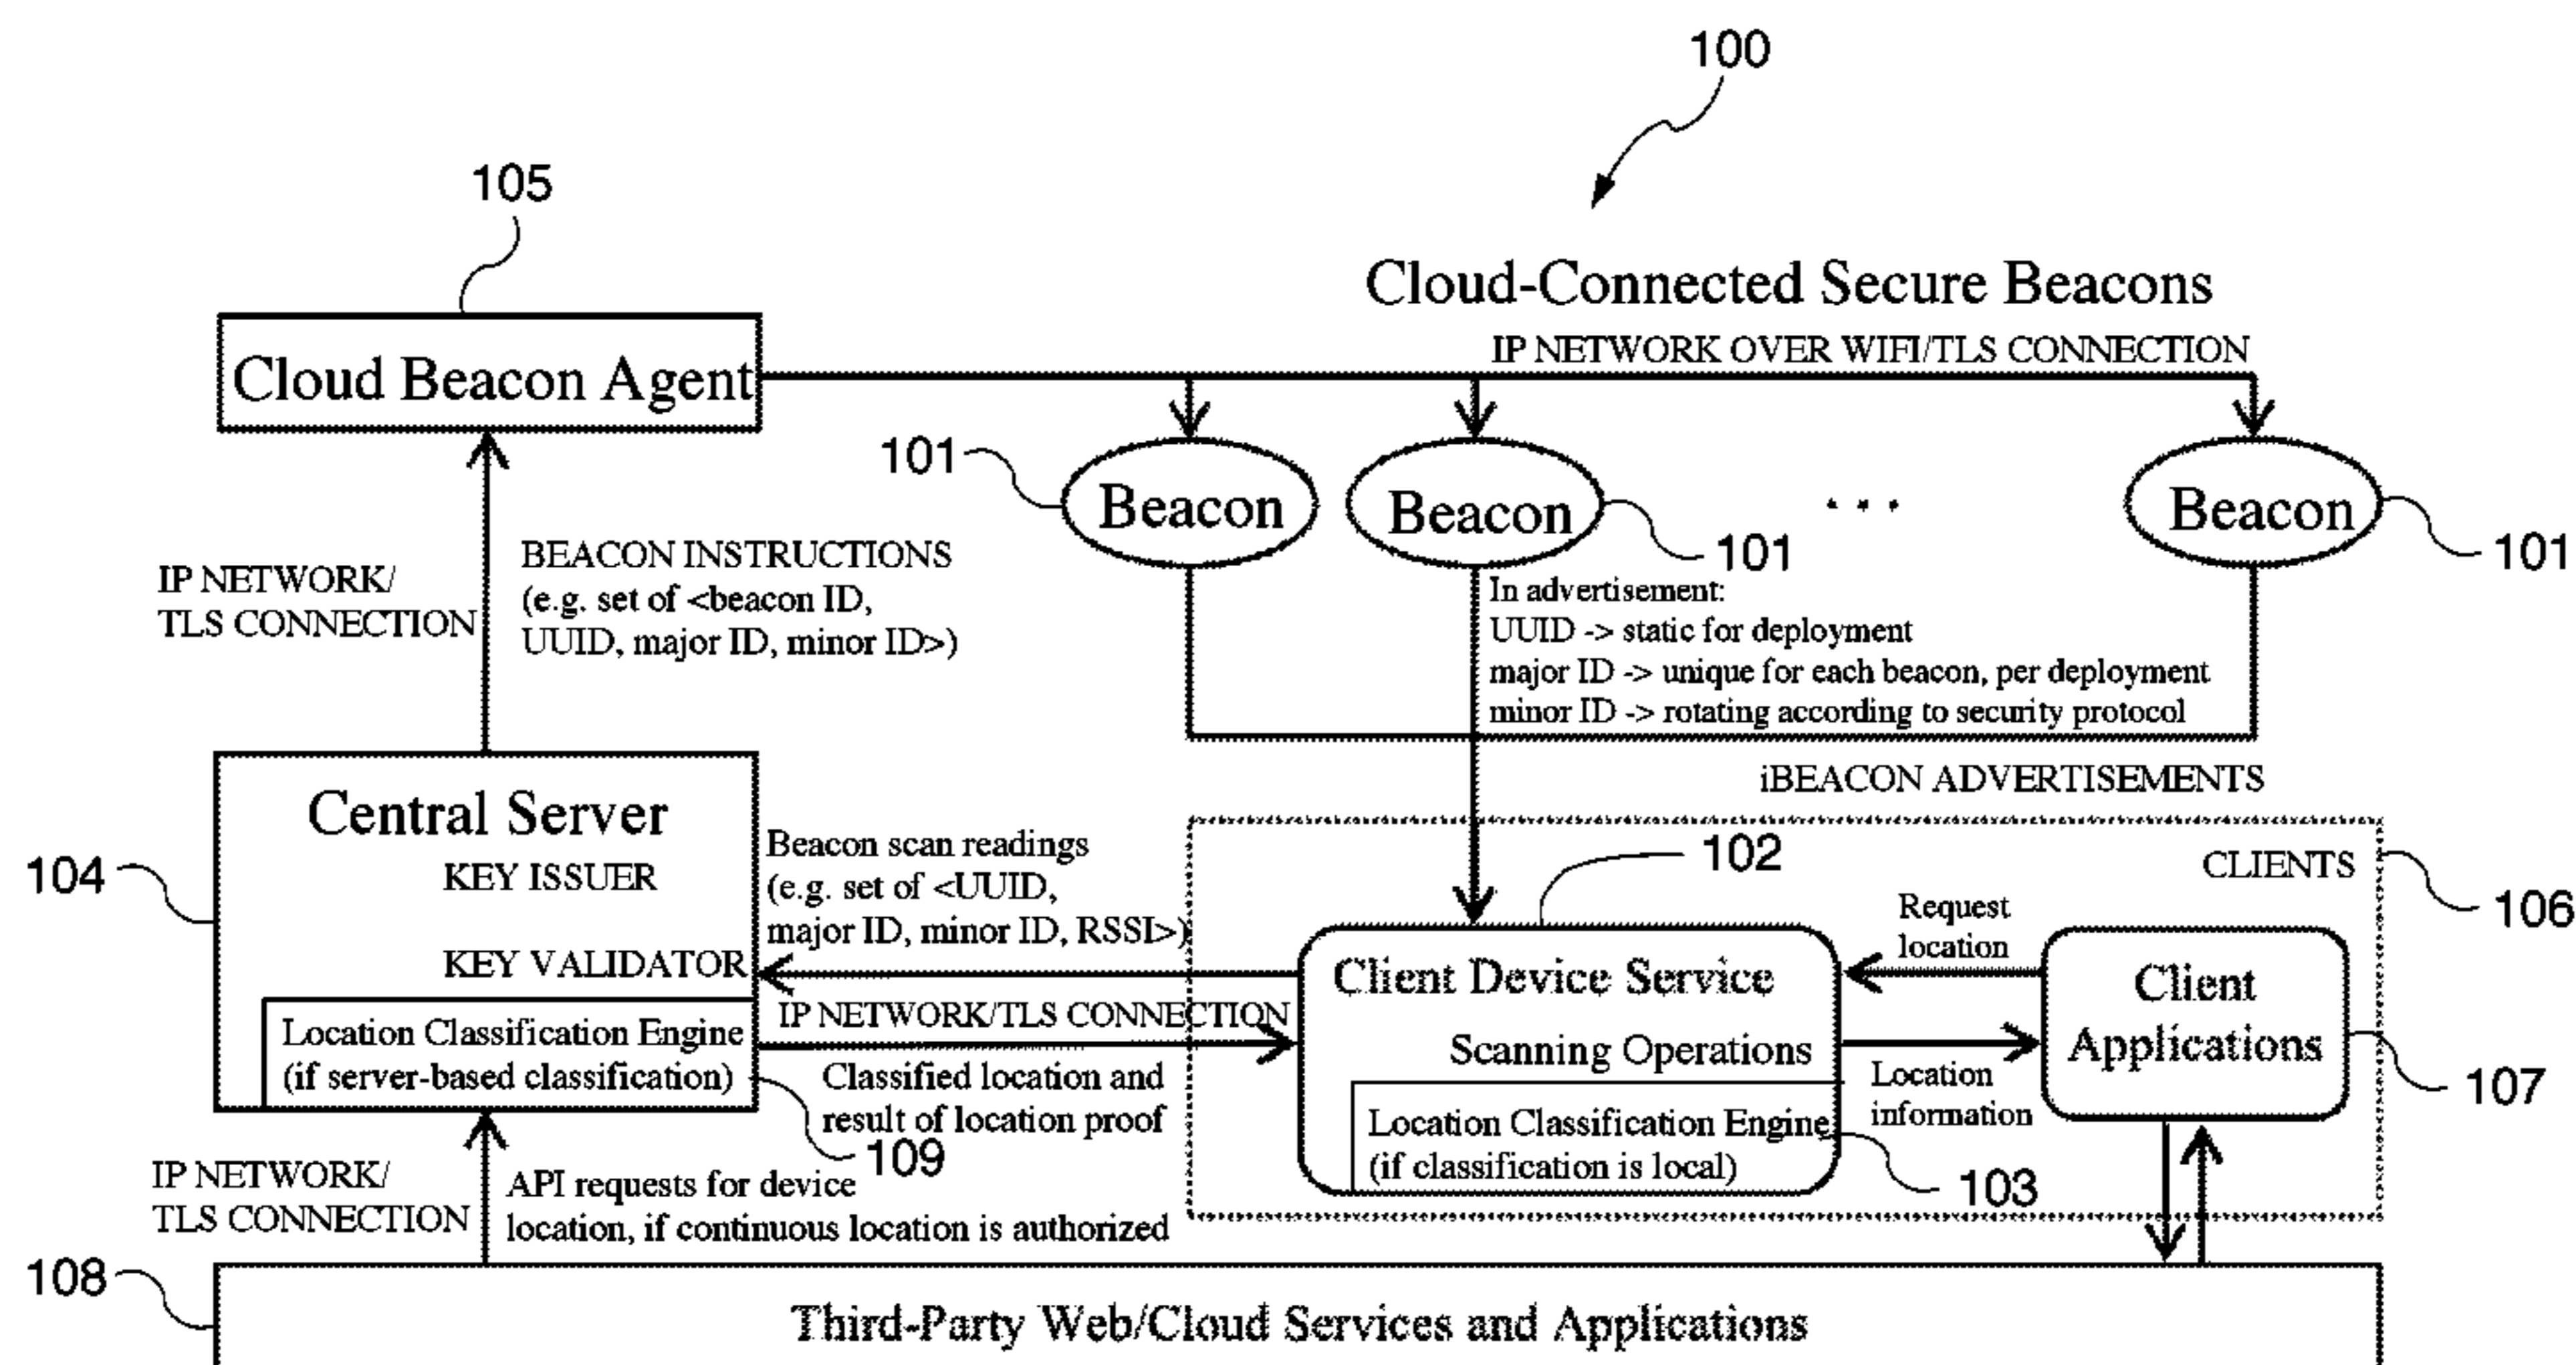 100
105
Cloud-Connected Secure Beacons
IP NETWORK OVER WIFI/TLS CONNECTION
Cloud Beacon Agent
101
Beacon
Beacon
. . .
Beacon
101
101
IP NETWORK/
TLS CONNECTION
BEACON INSTRUCTIONS
(e.g. set of <beacon ID,
UUID, major ID, minor ID>)
In advertisement:
UUID -> static for deployment
major ID -> unique for each beacon, per deployment
minor ID -> rotating according to security protocol
iBEACON ADVERTISEMENTS
104
Central Server
KEY ISSUER
KEY VALIDATOR
Location Classification Engine
(if server-based classification)
109
Beacon scan readings
(e.g. set of <UUID,
major ID, minor ID, RSSI>)
IP NETWORK/TLS CONNECTION
Classified location and
result of location proof
102
CLIENTS
106
Client Device Service
Scanning Operations
Location Classification Engine
(if classification is local)
103
Request
location
Location
information
Client
Applications
107
IP NETWORK/
TLS CONNECTION
API requests for device
location, if continuous location is authorized
108
Third-Party Web/Cloud Services and Applications